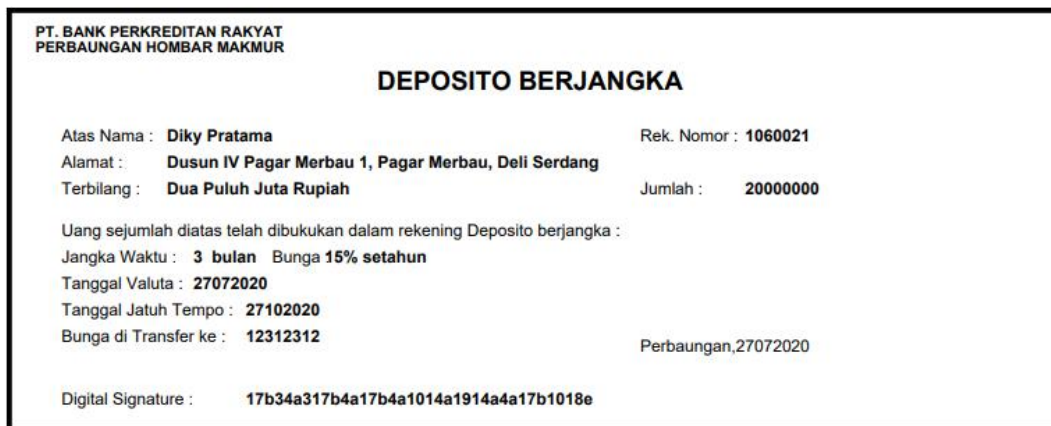 PT. BANK PERKREDITAN RAKYAT
PERBAUNGAN HOMBAR MAKMUR
DEPOSITO BERJANGKA
Atas Nama : Diky Pratama Rek. Nomor : 1060021
Alamat : Dusun IV Pagar Merbau 1, Pagar Merbau, Deli Serdang
Terbilang : Dua Puluh Juta Rupiah Jumlah : 20000000
Uang sejumlah diatas telah dibukukan dalam rekening Deposito berjangka :
Jangka Waktu : 3 bulan Bunga 15% setahun
Tanggal Valuta : 27072020
Tanggal Jatuh Tempo : 27102020
Bunga di Transfer ke : 12312312
Perbaungan,27072020
Digital Signature : 17b34a317b4a17b4a1014a1914a4a17b1018e